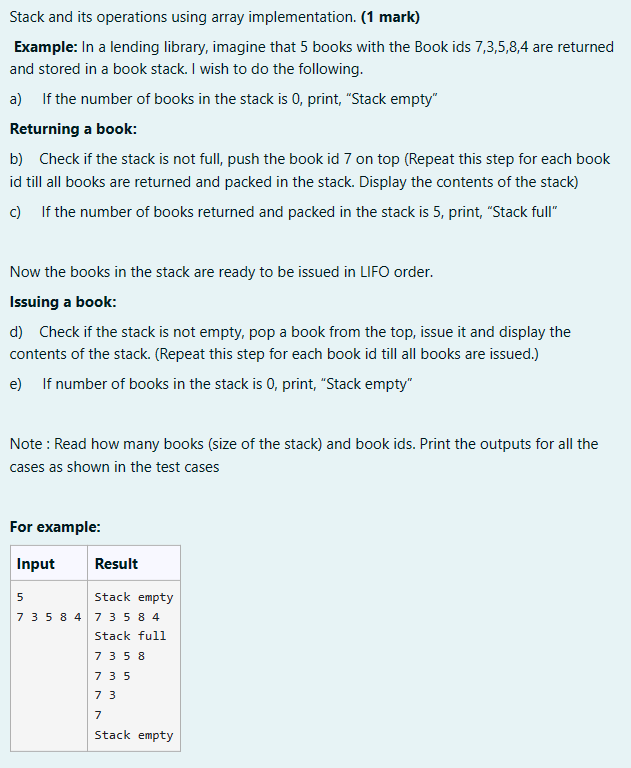 Stack and its operations using array implementation. (1 mark)
Example: In a lending library, imagine that 5 books with the Book ids 7,3,5,8,4 are returned
and stored in a book stack. I wish to do the following.
a) If the number of books in the stack is 0, print, “Stack empty”
Returning a book:
b) Check if the stack is not full, push the book id 7 on top (Repeat this step for each book
id till all books are returned and packed in the stack. Display the contents of the stack)
c) If the number of books returned and packed in the stack is 5, print, “Stack full”
Now the books in the stack are ready to be issued in LIFO order.
Issuing a book:
d) Check if the stack is not empty, pop a book from the top, issue it and display the
contents of the stack. (Repeat this step for each book id till all books are issued.)
e) If number of books in the stack is 0, print, “Stack empty”
Note : Read how many books (size of the stack) and book ids. Print the outputs for all the
cases as shown in the test cases
For example:
Input Result
5 Stack empty
7 3 5 8 4 7 3 5 8 4
Stack full
7 3 5 8
7 3 5
7 3
7
Stack empty